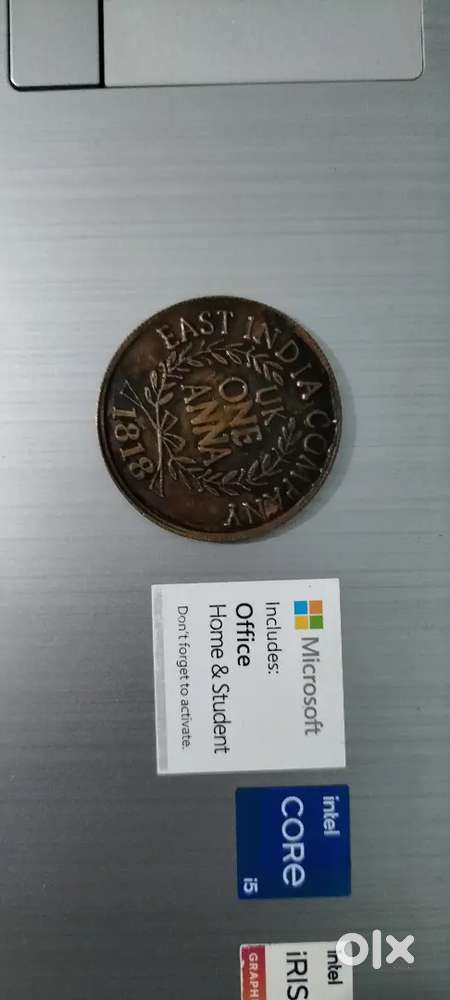 EAST INDIA COMPANY
UK
ONE
ANNA
1818
Microsoft
Includes:
Office
Home & Student
Don't forget to activate.
intel
CORE
i5
intel
iRIS
GRAPH
olx